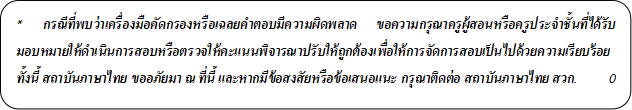 * กรณีที่พบว่าเครื่องมือคัดกรองหรือเฉลยคำตอบมีความผิดพลาด ขอความกรุณาครูผู้สอนหรือครูประจำชั้นที่ได้รับ
มอบหมายให้ดำเนินการสอบหรือตรวจให้คะแนนพิจารณาปรับให้ถูกต้องเพื่อให้การจัดการสอบเป็นไปด้วยความเรียบร้อย
ทั้งนี้ สถาบันภาษาไทย ขออภัยมา ณ ที่นี้ และหากมีข้อสงสัยหรือข้อเสนอแนะ กรุณาติดต่อ สถาบันภาษาไทย สวก. 0